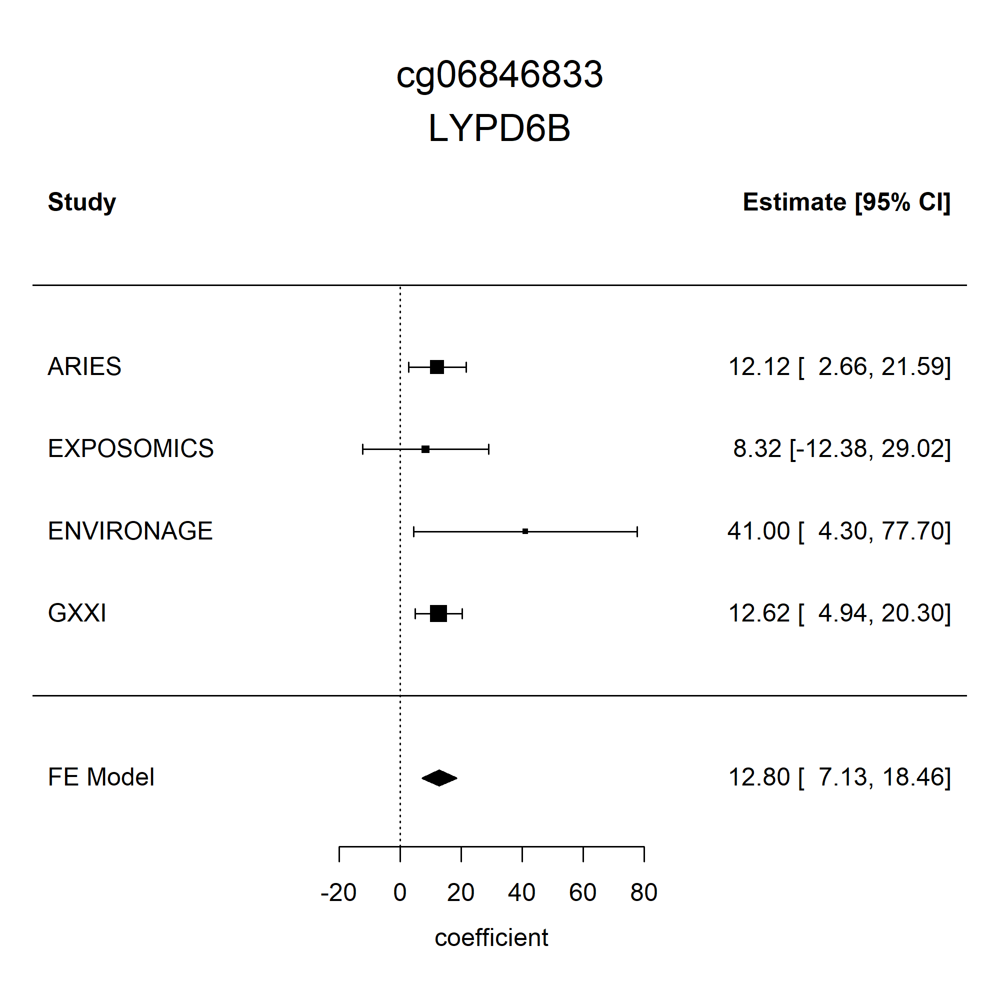 cg06846833
LYPD6B
Study Estimate [95% CI]
ARIES 12.12 [ 2.66, 21.59]
EXPOSOMICS 8.32 [-12.38, 29.02]
ENVIRONAGE 41.00 [ 4.30, 77.70]
GXXI 12.62 [ 4.94, 20.30]
FE Model 12.80 [ 7.13, 18.46]
-20 0 20 40 60 80
coefficient